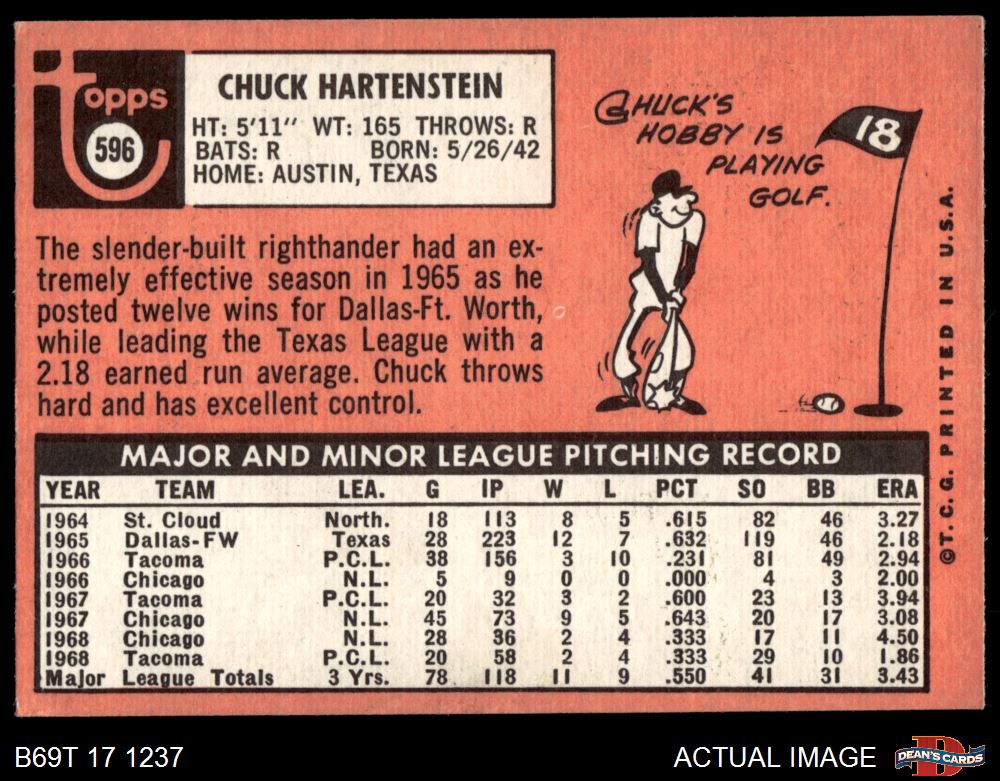 Topps
596
CHUCK HARTENSTEIN
HT: 5'11" WT: 165 THROWS: R
BATS: R BORN: 5/26/42
HOME: AUSTIN, TEXAS
The slender-built righthander had an ex-
tremely effective season in 1965 as he
posted twelve wins for Dallas-Ft. Worth,
while leading the Texas League with a
2.18 earned run average. Chuck throws
hard and has excellent control.
CHUCK'S
HOBBY IS
PLAYING
GOLF.
18
MAJOR AND MINOR LEAGUE PITCHING RECORD
YEAR TEAM LEA. G IP W L PCT SO BB ERA
1964 St. Cloud North. 18 113 8 5 .615 82 46 3.27
1965 Dallas-FW Texas 28 223 12 7 .632 119 46 2.18
1966 Tacoma P.C.L. 38 156 3 10 .231 81 49 2.94
1966 Chicago N.L. 5 9 0 0 .000 4 3 2.00
1967 Tacoma P.C.L. 20 32 3 2 .600 23 13 3.94
1967 Chicago N.L. 45 73 9 5 .643 20 17 3.08
1968 Chicago N.L. 28 36 2 4 .333 17 11 4.50
1968 Tacoma P.C.L. 20 58 2 4 .333 29 10 1.86
Major League Totals 3 Yrs. 78 118 11 9 .550 41 31 3.43
©T.C.G. PRINTED IN U.S.A.
B69T 17 1237
ACTUAL IMAGE
D
DEAN'S CARDS